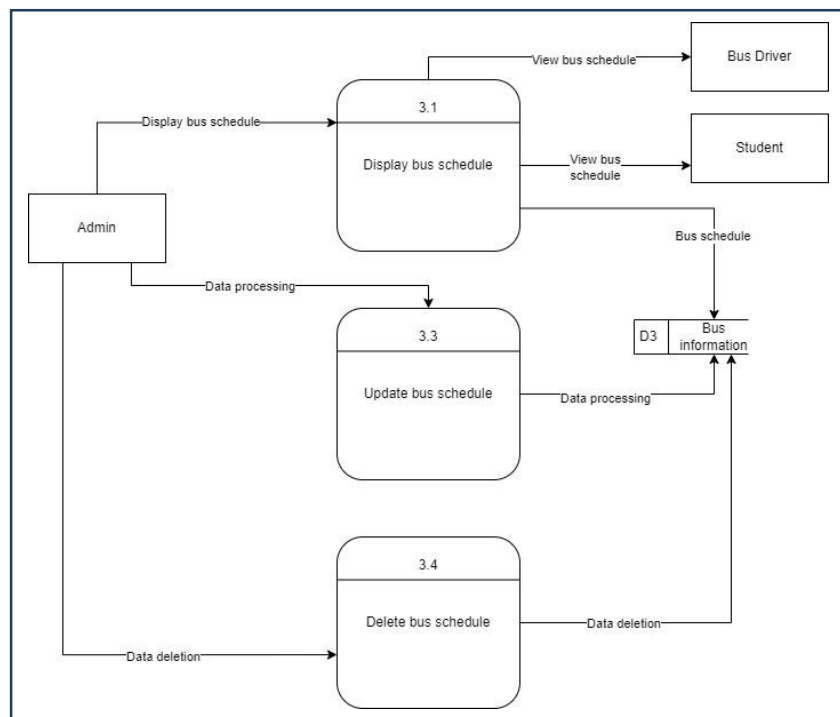 View bus schedule
Bus Driver
3.1
Display bus schedule
Display bus schedule
View bus
schedule
Student
Admin
Bus schedule
Data processing
3.3
D3
Bus
information
Update bus schedule
Data processing
3.4
Delete bus schedule
Data deletion
Data deletion